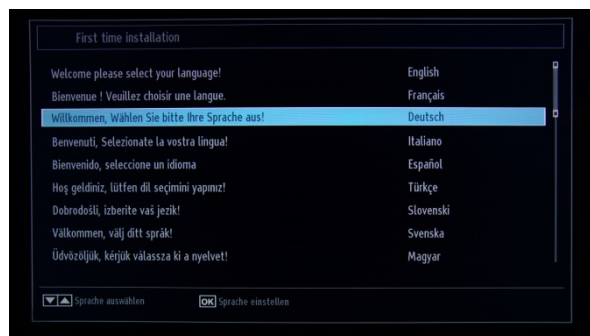 First time installation
Welcome please select your language! English
Bienvenue ! Veuillez choisir une langue. Français
Willkommen, Wählen Sie bitte Ihre Sprache aus! Deutsch
Benvenuti, Selezionate la vostra lingua! Italiano
Bienvenido, seleccione un idioma Español
Hoş geldiniz, lütfen dil seçimini yapınız! Türkçe
Dobrodošli, izberite vaš jezik! Slovenski
Välkommen, välj ditt språk! Svenska
Üdvözöljük, kérjük válassza ki a nyelvet! Magyar
Sprache auswählen OK Sprache einstellen